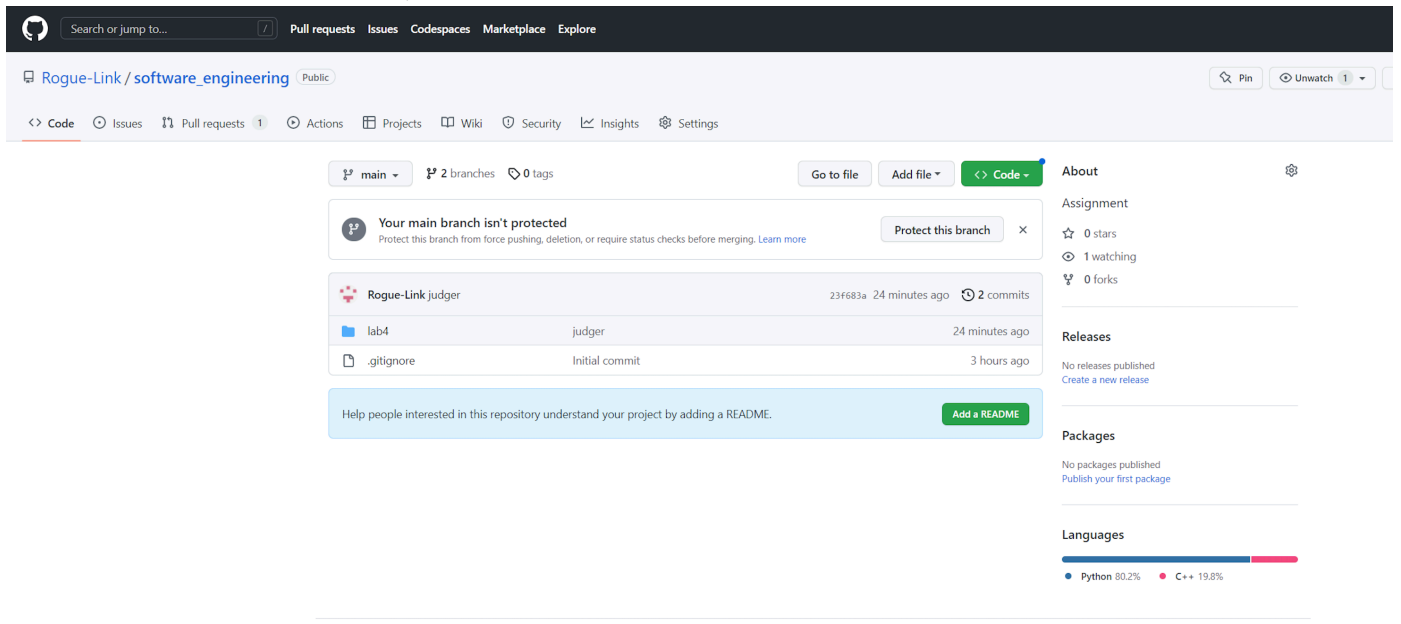 Search or jump to... /
Pull requests Issues Codespaces Marketplace Explore
Rogue-Link / software_engineering Public
Pin Unwatch 1
Code Issues Pull requests 1 Actions Projects Wiki Security Insights Settings
main 2 branches 0 tags Go to file Add file Code
Your main branch isn't protected
Protect this branch from force pushing, deletion, or require status checks before merging. Learn more
Protect this branch
Rogue-Link judger 23f683a 24 minutes ago 2 commits
lab4 judger 24 minutes ago
.gitignore Initial commit 3 hours ago
Help people interested in this repository understand your project by adding a README. Add a README
About
Assignment
0 stars
1 watching
0 forks
Releases
No releases published
Create a new release
Packages
No packages published
Publish your first package
Languages
Python 80.2% C++ 19.8%